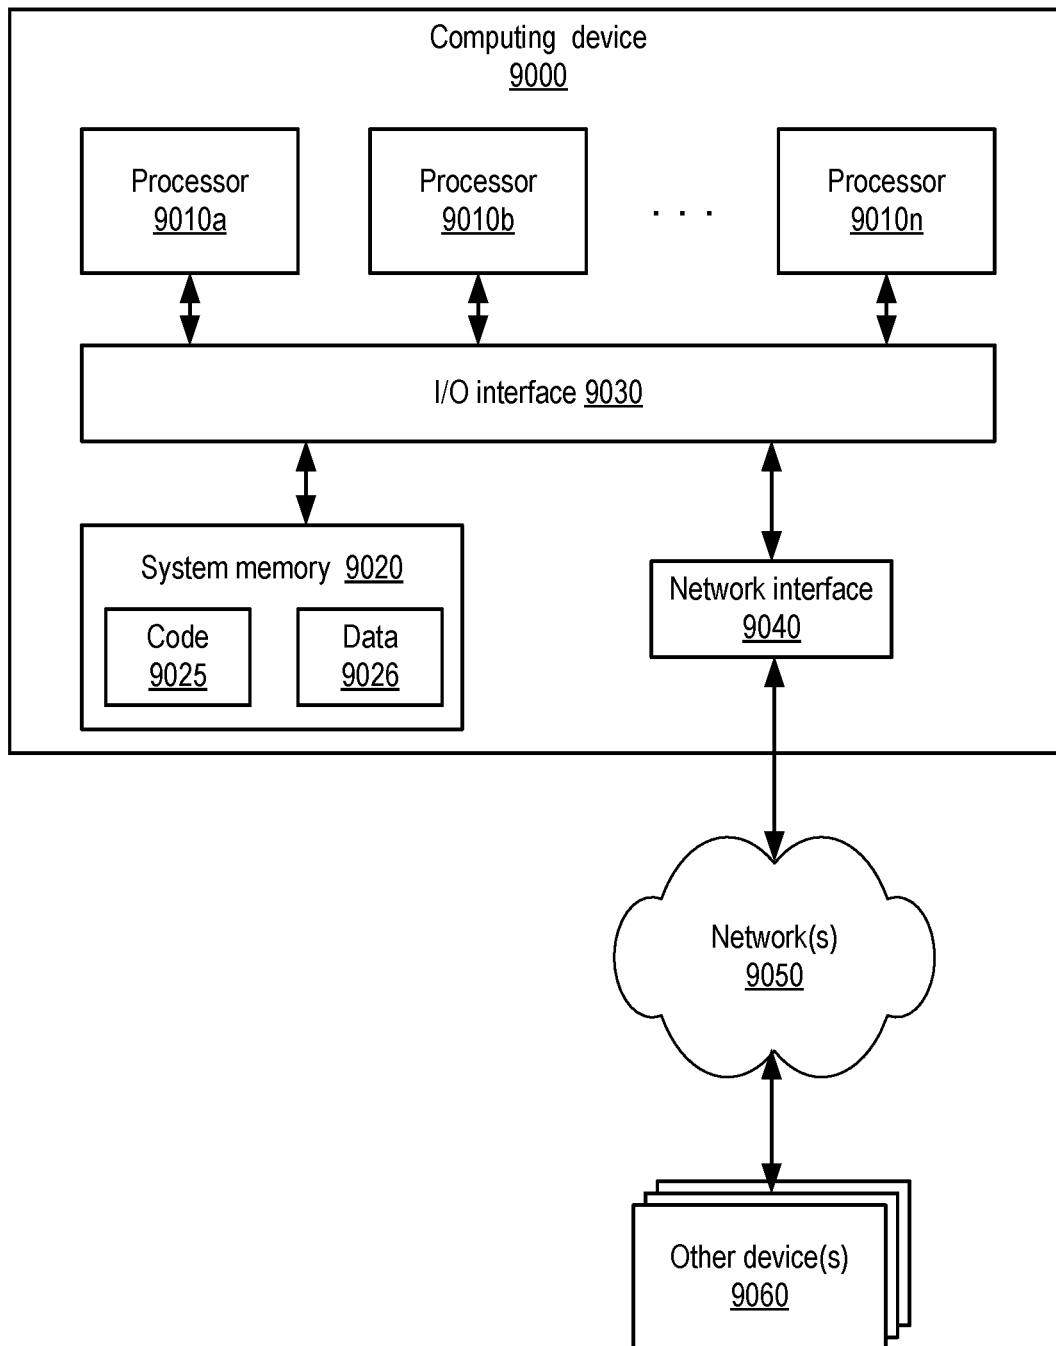 Computing device
9000
Processor
9010a
Processor
9010b
. . .
Processor
9010n
I/O interface 9030
System memory 9020
Code
9025
Data
9026
Network interface
9040
Network(s)
9050
Other device(s)
9060